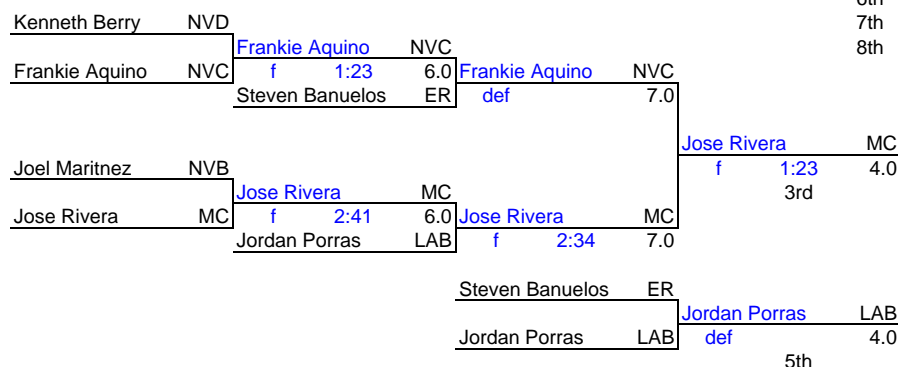 6th
Kenneth Berry NVD 7th
Frankie Aquino NVC 8th
Frankie Aquino NVC f 1:23 6.0 Frankie Aquino NVC
Steven Banuelos ER def 7.0
Jose Rivera MC
Joel Maritnez NVB f 1:23 4.0
Jose Rivera MC 3rd
Jose Rivera MC f 2:41 6.0 Jose Rivera MC
Jordan Porras LAB f 2:34 7.0
Steven Banuelos ER
Jordan Porras LAB
Jordan Porras LAB def 4.0
5th